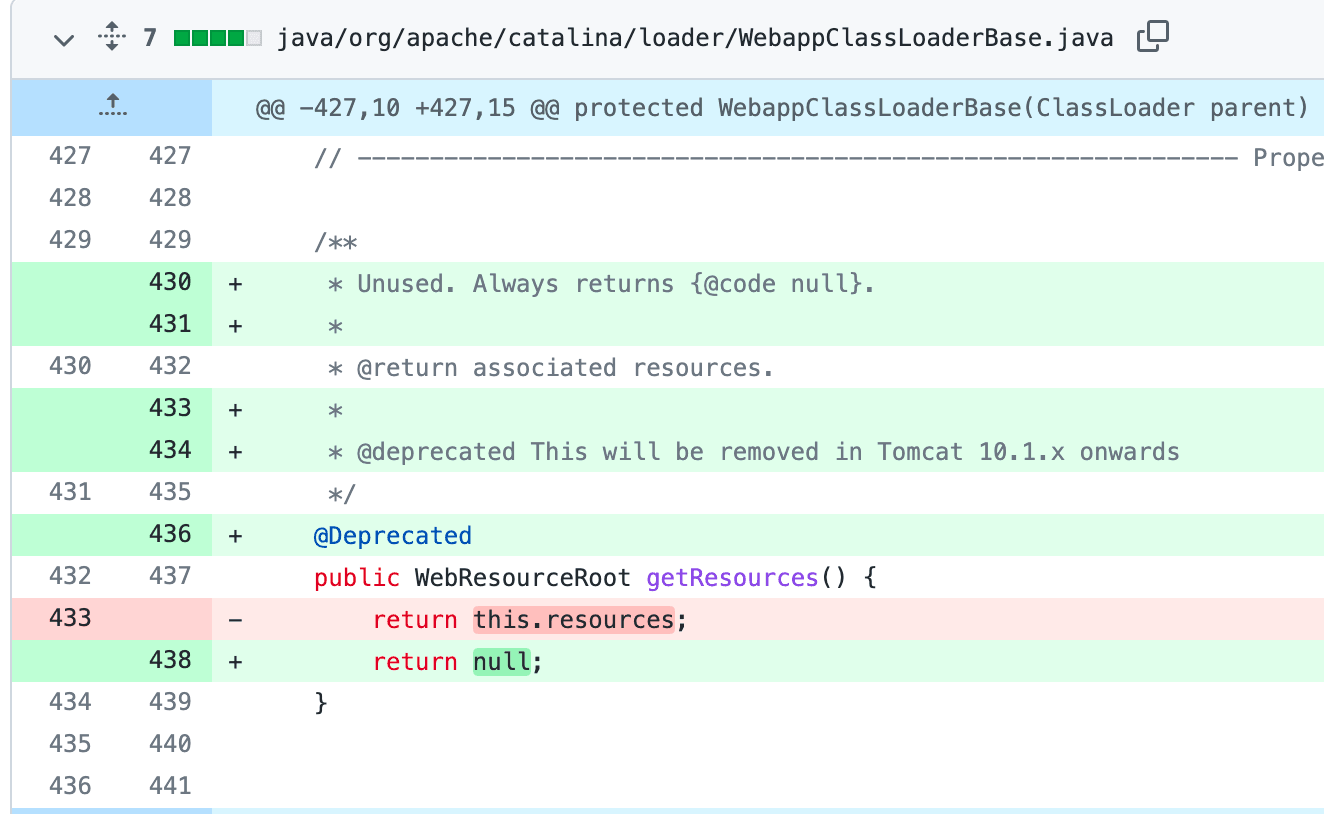 7 java/org/apache/catalina/loader/WebappClassLoaderBase.java
@@ -427,10 +427,15 @@ protected WebappClassLoaderBase(ClassLoader parent)
427 427 // ------------------------------------------------------------- Prope
428 428
429 429 /**
430 + * Unused. Always returns {@code null}.
431 + *
430 432 * @return associated resources.
433 + *
434 + * @deprecated This will be removed in Tomcat 10.1.x onwards
431 435 */
436 + @Deprecated
432 437 public WebResourceRoot getResources() {
433 - return this.resources;
438 + return null;
434 439 }
435 440
436 441